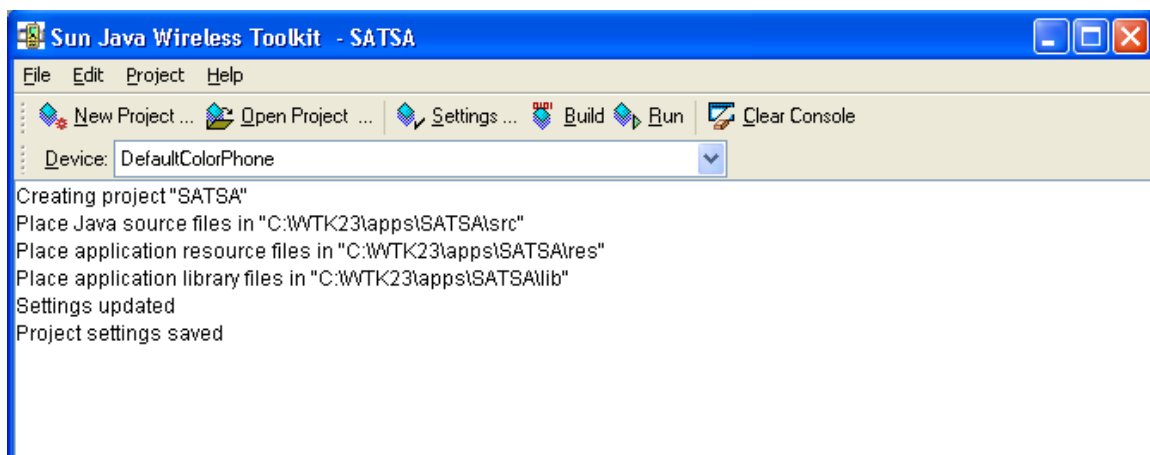 Sun Java Wireless Toolkit - SATSA
File Edit Project Help
New Project ... Open Project ... Settings ... Build Run Clear Console
Device: DefaultColorPhone
Creating project "SATSA"
Place Java source files in "C:\WTK23\apps\SATSA\src"
Place application resource files in "C:\WTK23\apps\SATSA\res"
Place application library files in "C:\WTK23\apps\SATSA\lib"
Settings updated
Project settings saved